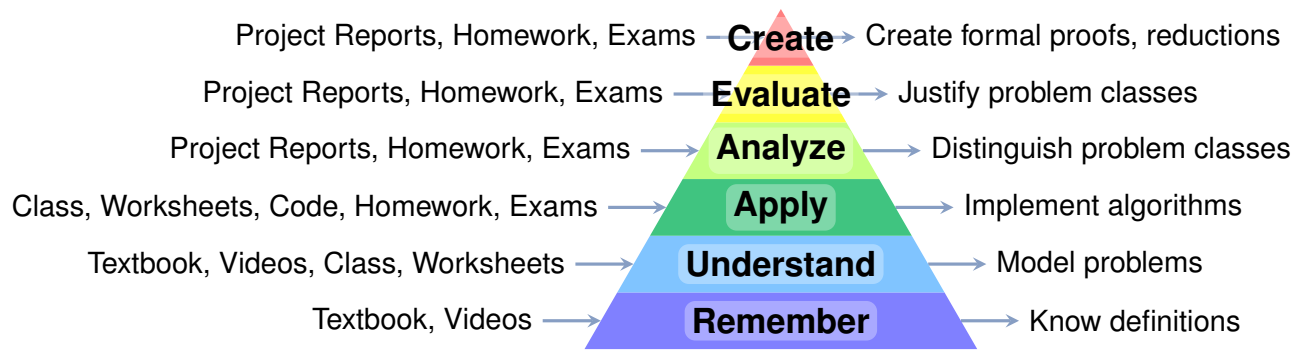 Project Reports, Homework, Exams Create Create formal proofs, reductions
Project Reports, Homework, Exams Evaluate Justify problem classes
Project Reports, Homework, Exams Analyze Distinguish problem classes
Class, Worksheets, Code, Homework, Exams Apply Implement algorithms
Textbook, Videos, Class, Worksheets Understand Model problems
Textbook, Videos Remember Know definitions